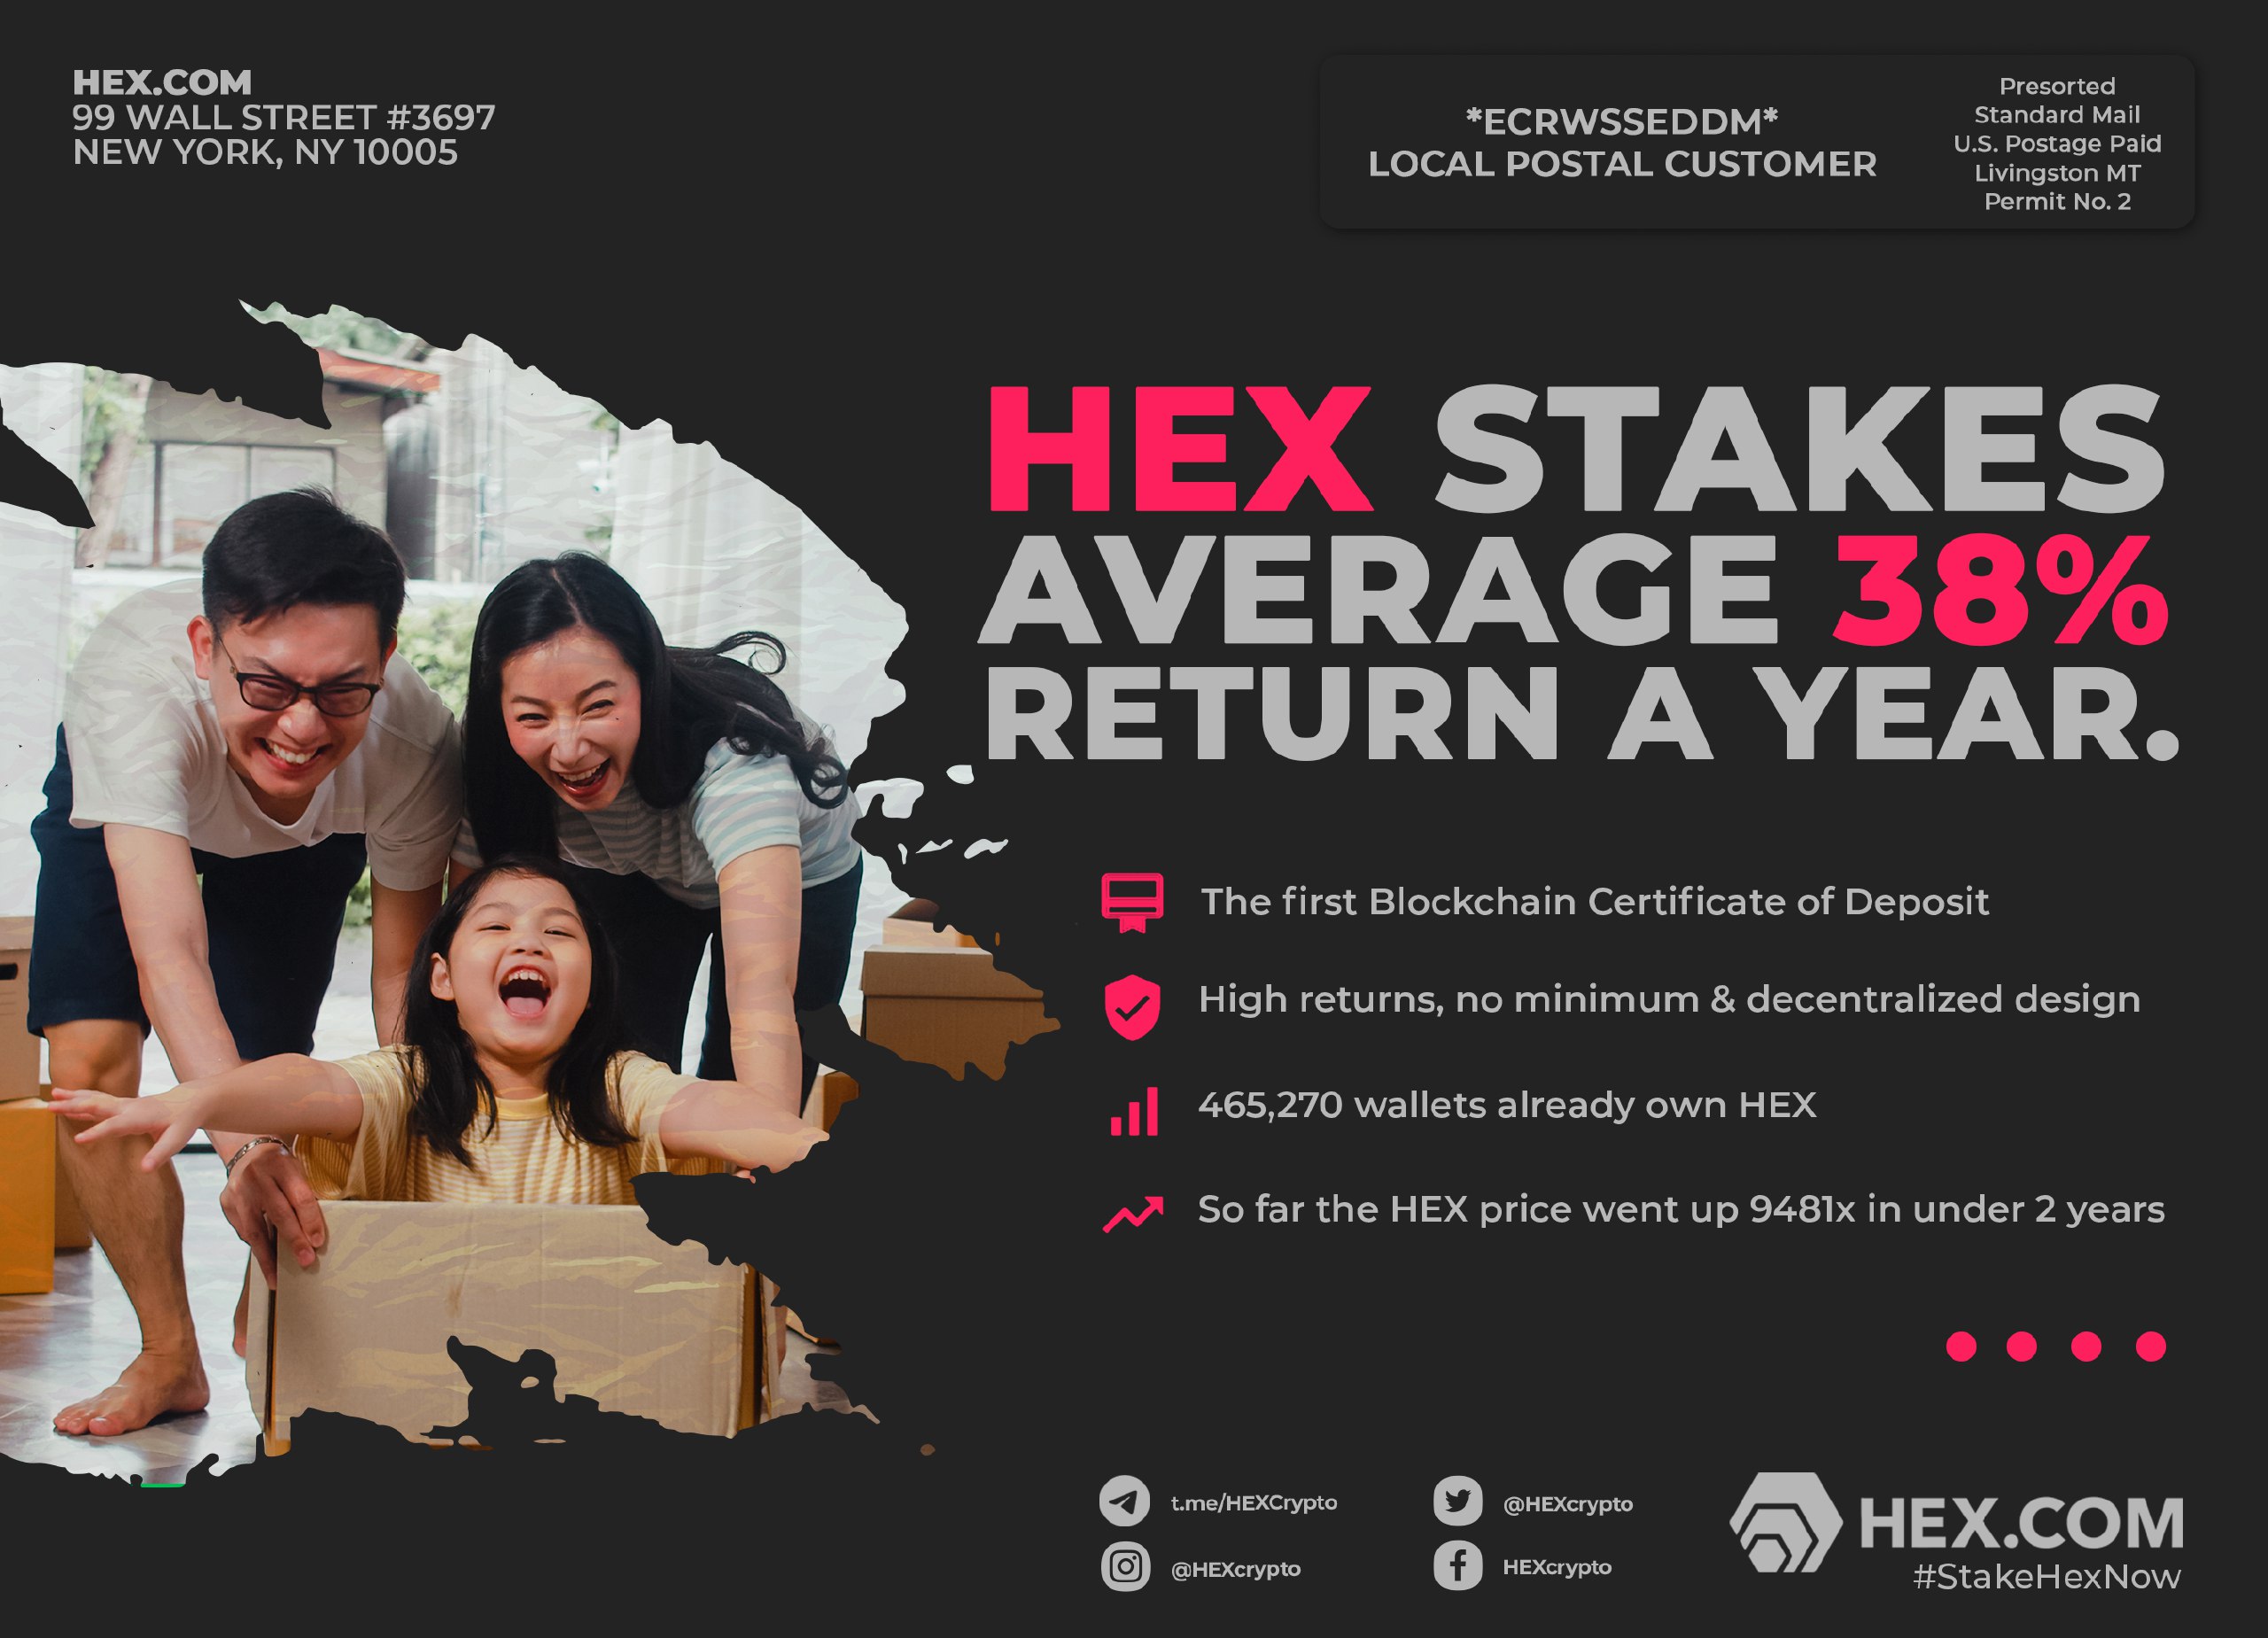 HEX.COM
99 WALL STREET #3697
NEW YORK, NY 10005
*ECRWSSEDDM*
LOCAL POSTAL CUSTOMER
Presorted
Standard Mail
U.S. Postage Paid
Livingston MT
Permit No. 2
HEX STAKES
AVERAGE 38%
RETURN A YEAR.
The first Blockchain Certificate of Deposit
High returns, no minimum & decentralized design
465,270 wallets already own HEX
So far the HEX price went up 9481x in under 2 years
t.me/HEXCrypto
@HEXcrypto
@HEXcrypto
HEXcrypto
HEX.COM
#StakeHexNow